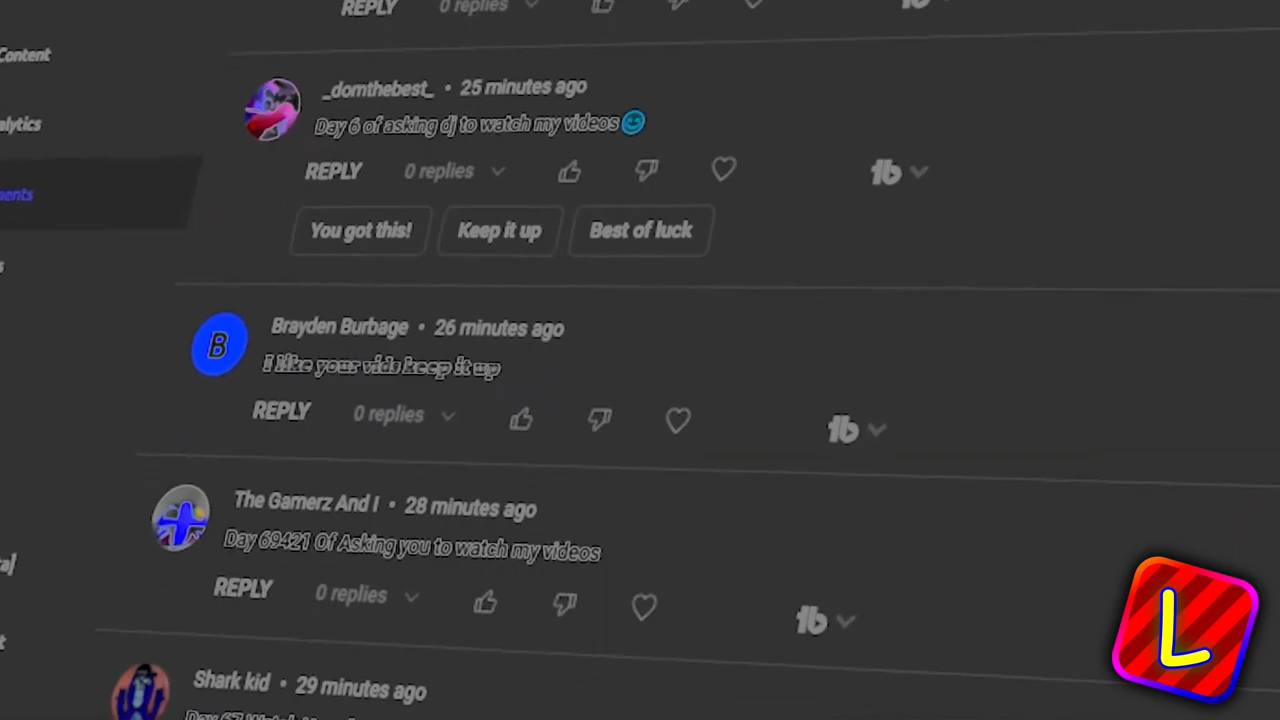 REPLY 0 replies
Content
_domthebest_ • 25 minutes ago
alytics
Day 6 of asking dj to watch my videos
REPLY 0 replies
ments
You got this! Keep it up Best of luck
s
Brayden Burbage • 26 minutes ago
B
I like your vids keep it up
REPLY 0 replies
The Gamerz And I • 28 minutes ago
Day 69421 Of Asking you to watch my videos
REPLY 0 replies
L
Shark kid • 29 minutes ago